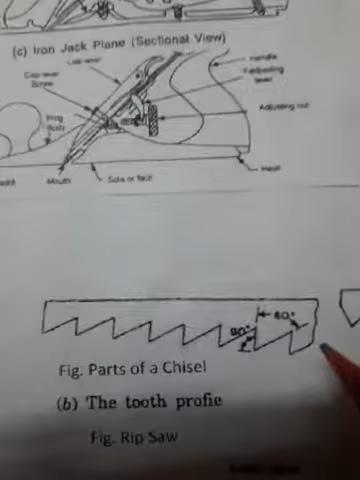 (c) Iron Jack Plane (Sectional View)
Cap iron
Screw
Handle
Adjusting nut
Frog
Body
Mouth
Sole or face
Heel
90°
60°
Fig. Parts of a Chisel
(b) The tooth profie
Fig. Rip Saw